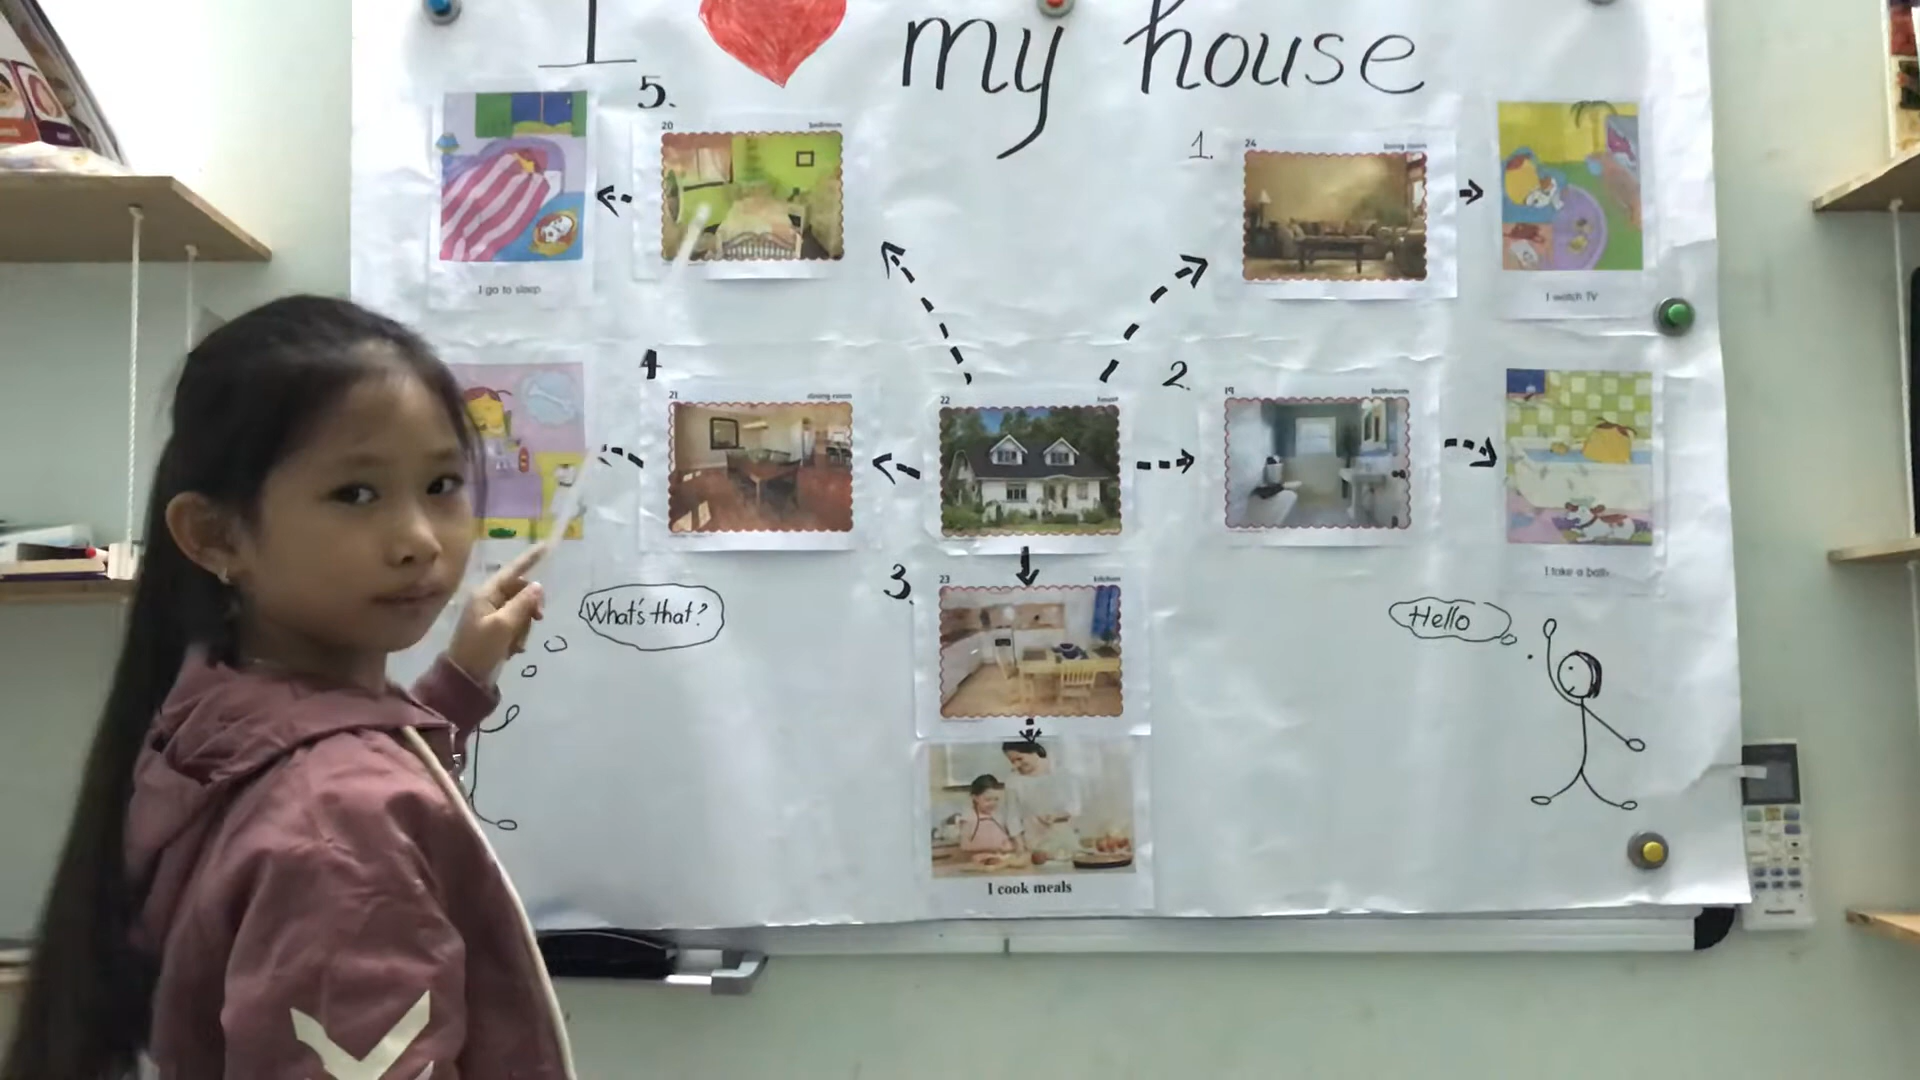 I my house
5.
20 bedroom
1.
24 living room
I go to sleep
I watch TV
4
21 dining room
22 house
2.
19 bathroom
3.
23 kitchen
What's that?
I take a bath
Hello
I cook meals
Panasonic